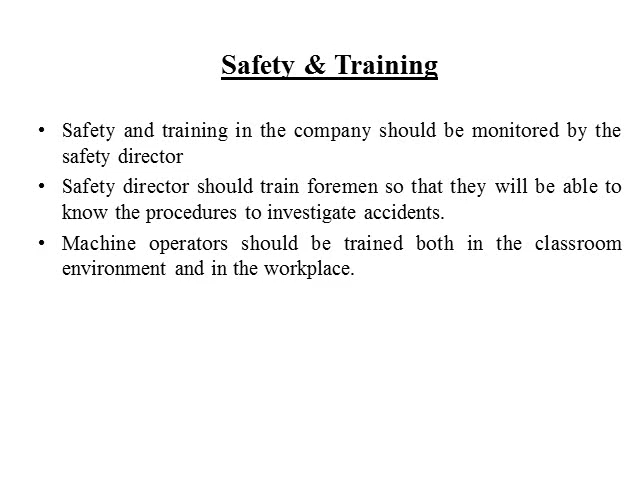 Safety & Training
• Safety and training in the company should be monitored by the
safety director
• Safety director should train foremen so that they will be able to
know the procedures to investigate accidents.
• Machine operators should be trained both in the classroom
environment and in the workplace.